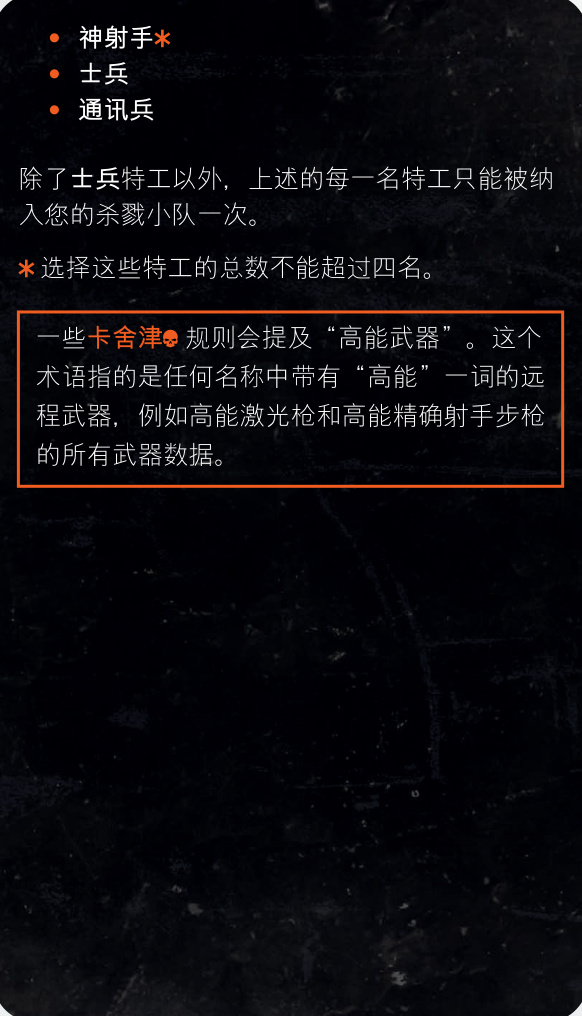 • 神射手*
• 士兵
• 通讯兵
除了士兵特工以外，上述的每一名特工只能被纳
入您的杀戮小队一次。
* 选择这些特工的总数不能超过四名。
一些卡舍津 规则会提及“高能武器”。这个
术语指的是任何名称中带有“高能”一词的远
程武器，例如高能激光枪和高能精确射手步枪
的所有武器数据。